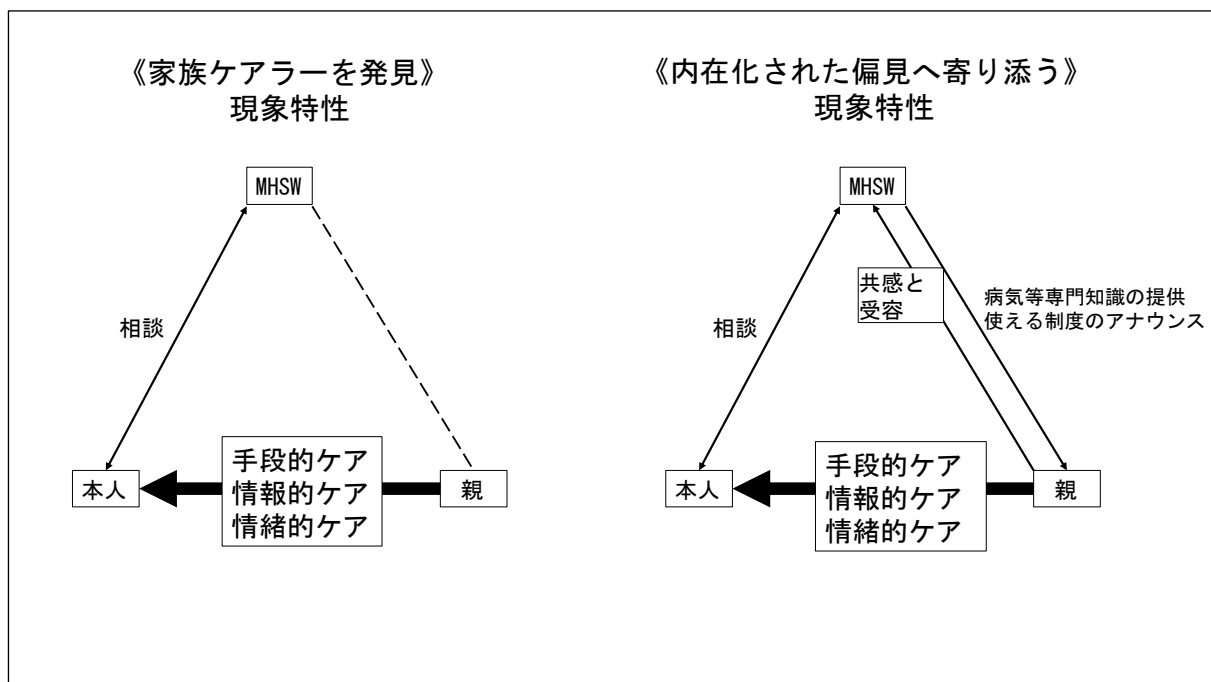 《家族ケアラーを発見》
現象特性
MHSW
相談
手段的ケア
情報的ケア
情緒的ケア
本人
親
《内在化された偏見へ寄り添う》
現象特性
MHSW
共感と
受容
病気等専門知識の提供
使える制度のアナウンス
相談
手段的ケア
情報的ケア
情緒的ケア
本人
親